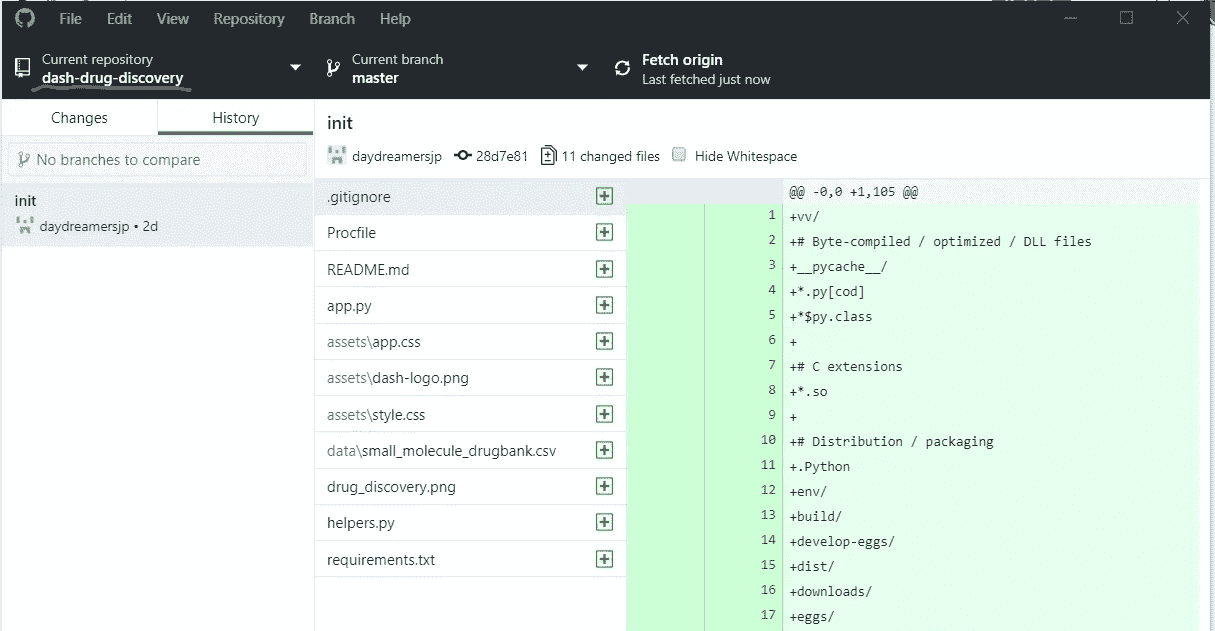 File Edit View Repository Branch Help
Current repository
dash-drug-discovery
Current branch
master
Fetch origin
Last fetched just now
Changes History
No branches to compare
init
daydreamersjp • 2d
init
daydreamersjp 28d7e81 11 changed files Hide Whitespace
.gitignore
Procfile
README.md
app.py
assets\app.css
assets\dash-logo.png
assets\style.css
data\small_molecule_drugbank.csv
drug_discovery.png
helpers.py
requirements.txt
@@ -0,0 +1,105 @@
1 +vv/
2 +# Byte-compiled / optimized / DLL files
3 +__pycache__/
4 +*.py[cod]
5 +*$py.class
6 +
7 +# C extensions
8 +*.so
9 +
10 +# Distribution / packaging
11 +.Python
12 +env/
13 +build/
14 +develop-eggs/
15 +dist/
16 +downloads/
17 +eggs/